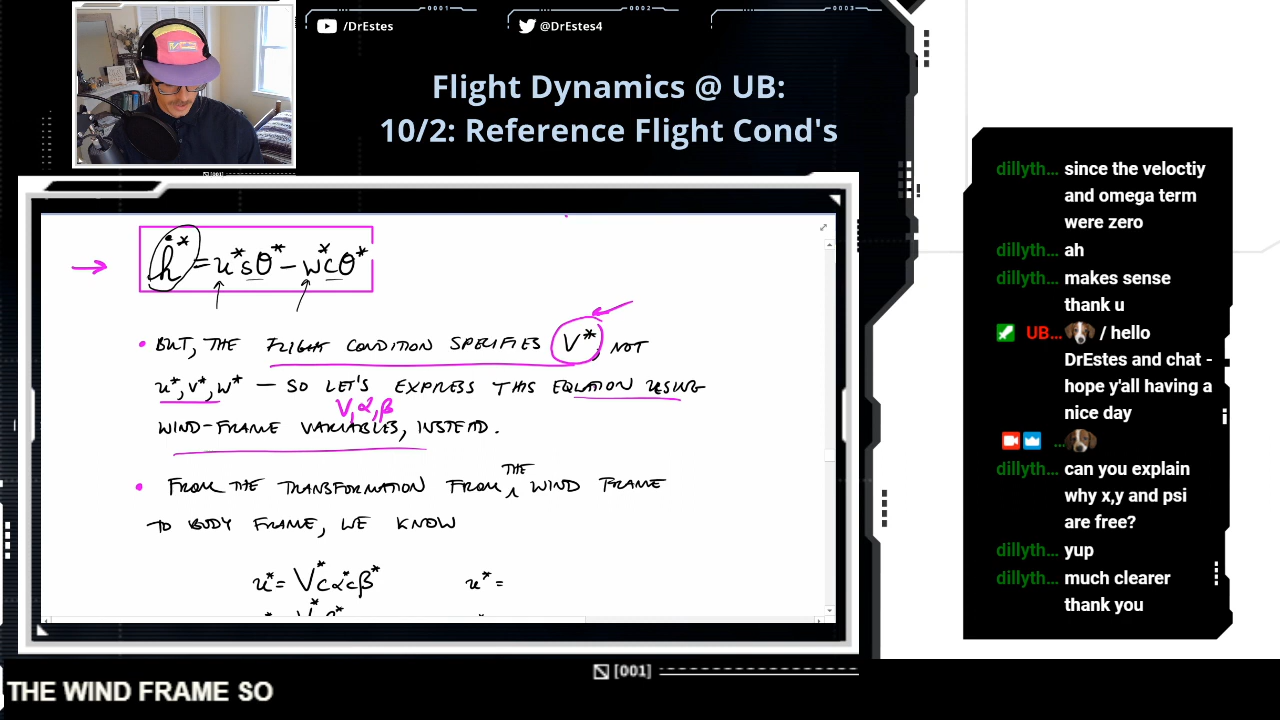 0001
0002
0003
/DrEstes
@DrEstes4
Flight Dynamics @ UB:
10/2: Reference Flight Cond's
[001]
ḣ* = u*sθ* - w*cθ*
• BUT, THE FLIGHT CONDITION SPECIFIES V*, NOT
u*, v*, w* — SO LET'S EXPRESS THIS EQUATION USING
V, α, β
WIND-FRAME VARIABLES, INSTEAD.
• FROM THE TRANSFORMATION FROM THE WIND FRAME
TO BODY FRAME, WE KNOW
u* = V*cα*cβ* u* =
dillyth... since the veloctiy
and omega term
were zero
dillyth... ah
dillyth... makes sense
thank u
UB... / hello
DrEstes and chat -
hope y'all having a
nice day
...
dillyth... can you explain
why x,y and psi
are free?
dillyth... yup
dillyth... much clearer
thank you
[001]
THE WIND FRAME SO